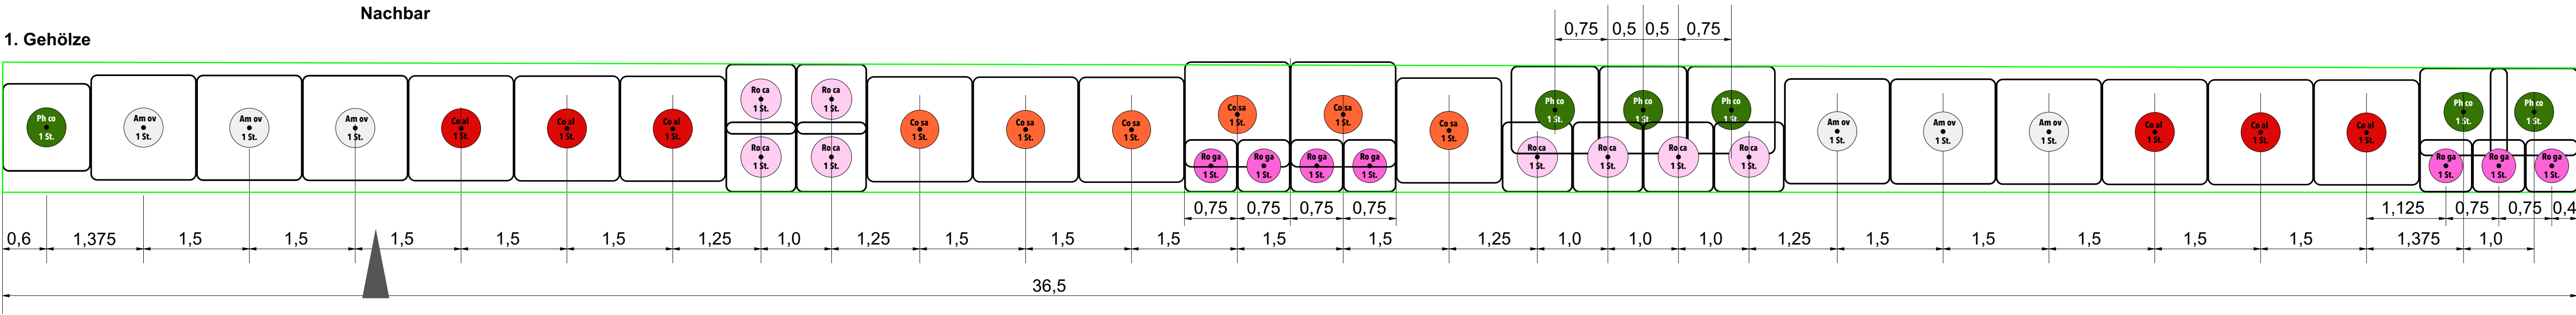 Nachbar
1. Gehölze
0,75 0,5 0,5 0,75
Ph co
1 St.
Am ov
1 St.
Am ov
1 St.
Am ov
1 St.
Co al
1 St.
Co al
1 St.
Co al
1 St.
Ro ca
1 St.
Ro ca
1 St.
Ro ca
1 St.
Ro ca
1 St.
Co sa
1 St.
Co sa
1 St.
Co sa
1 St.
Co sa
1 St.
Co sa
1 St.
Ro ga
1 St.
Ro ga
1 St.
Ro ga
1 St.
Ro ga
1 St.
Co sa
1 St.
Ph co
1 St.
Ph co
1 St.
Ph co
1 St.
Ro ca
1 St.
Ro ca
1 St.
Ro ca
1 St.
Ro ca
1 St.
Am ov
1 St.
Am ov
1 St.
Am ov
1 St.
Co al
1 St.
Co al
1 St.
Co al
1 St.
Ph co
1 St.
Ph co
1 St.
Ro ga
1 St.
Ro ga
1 St.
Ro ga
1 St.
0,75 0,75 0,75 0,75 1,125 0,75 0,75 0,4
0,6 1,375 1,5 1,5 1,5 1,5 1,5 1,25 1,0 1,25 1,5 1,5 1,5 1,5 1,5 1,25 1,0 1,0 1,0 1,25 1,5 1,5 1,5 1,5 1,5 1,375 1,0
36,5